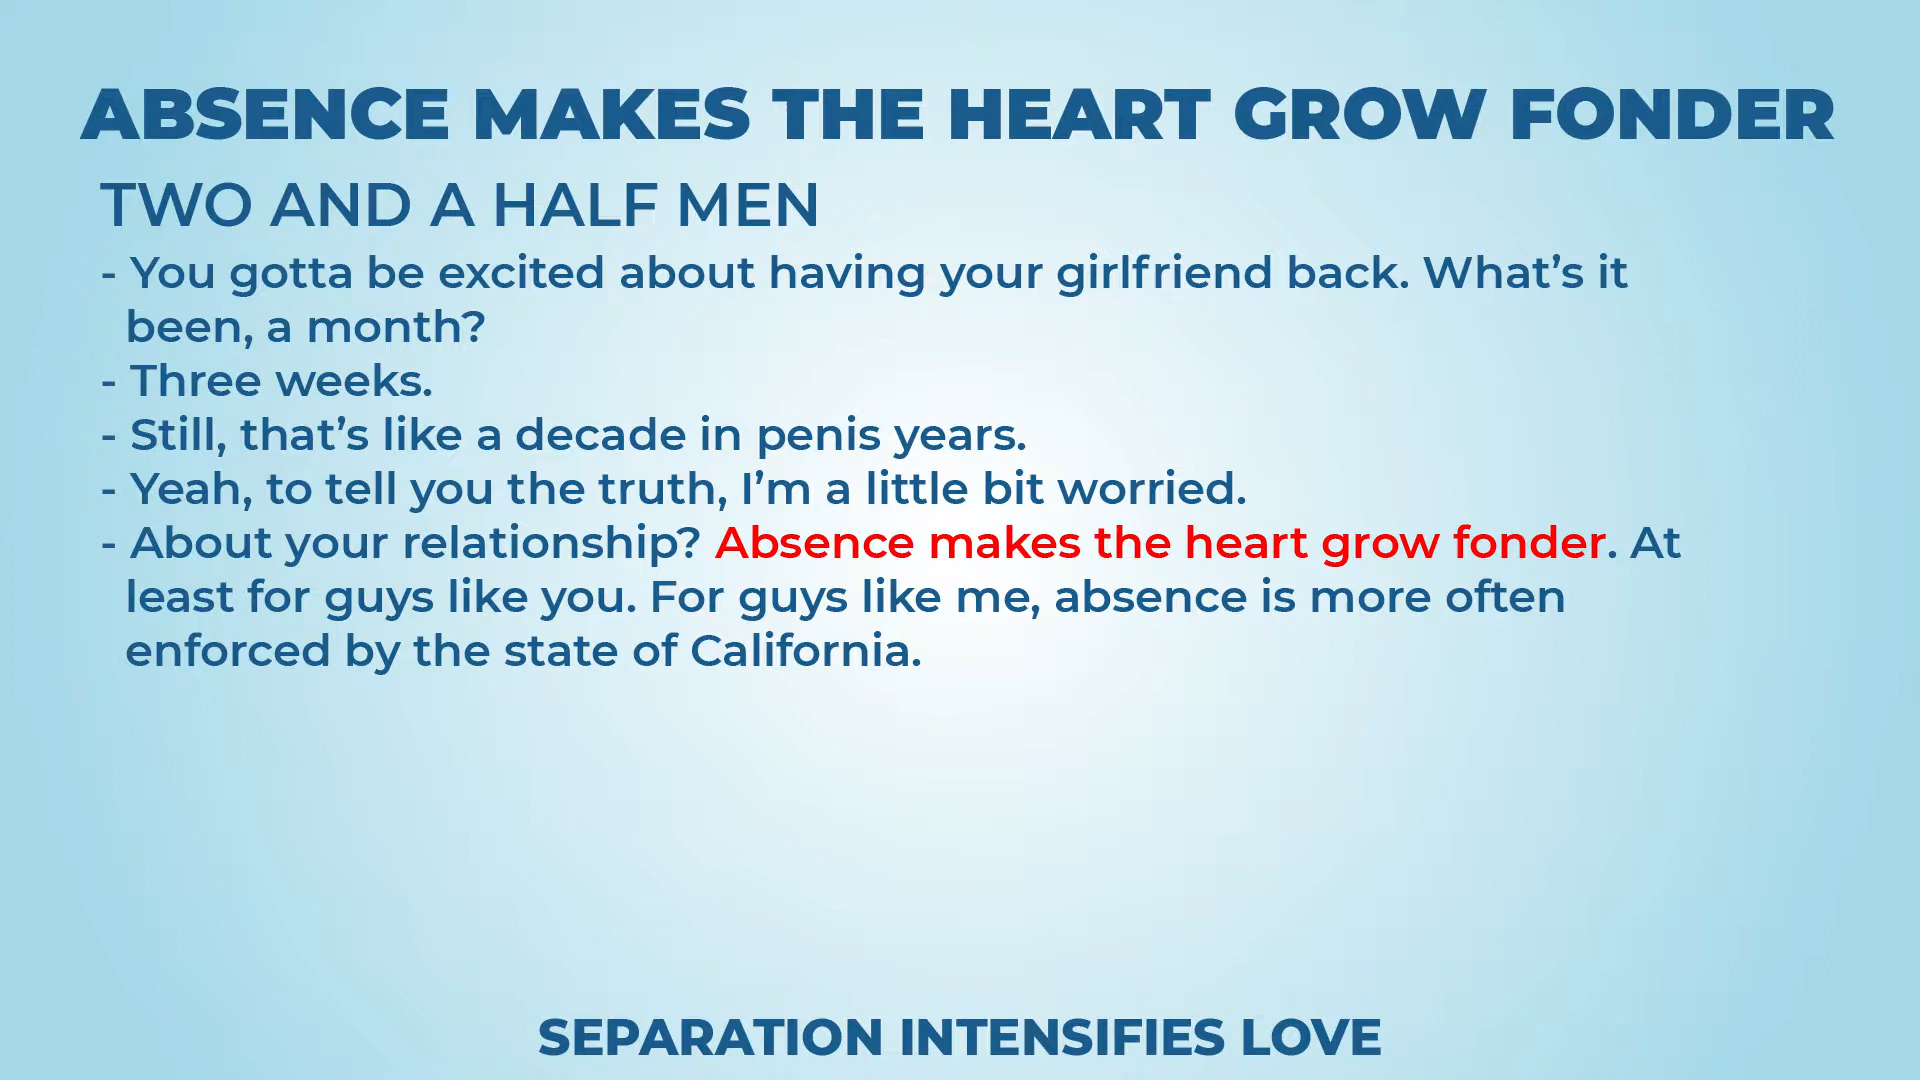 ABSENCE MAKES THE HEART GROW FONDER
TWO AND A HALF MEN
- You gotta be excited about having your girlfriend back. What’s it
been, a month?
- Three weeks.
- Still, that’s like a decade in penis years.
- Yeah, to tell you the truth, I’m a little bit worried.
- About your relationship? Absence makes the heart grow fonder. At
least for guys like you. For guys like me, absence is more often
enforced by the state of California.
SEPARATION INTENSIFIES LOVE